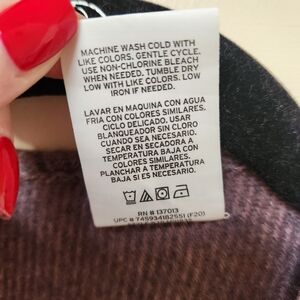 MACHINE WASH COLD WITH
LIKE COLORS. GENTLE CYCLE.
USE NON-CHLORINE BLEACH
WHEN NEEDED. TUMBLE DRY
LOW WITH LIKE COLORS. LOW
IRON IF NEEDED.
LAVAR EN MAQUINA CON AGUA
FRIA CON COLORES SIMILARES.
CICLO DELICADO. USAR
BLANQUEADOR SIN CLORO
CUANDO SEA NECESARIO.
SECAR EN SECADORA A
TEMPERATURA BAJA CON
COLORES SIMILARES.
PLANCHAR A TEMPERATURA
BAJA SI ES NECESARIO.
RN # 137013
UPC # 745934182551 (F20)